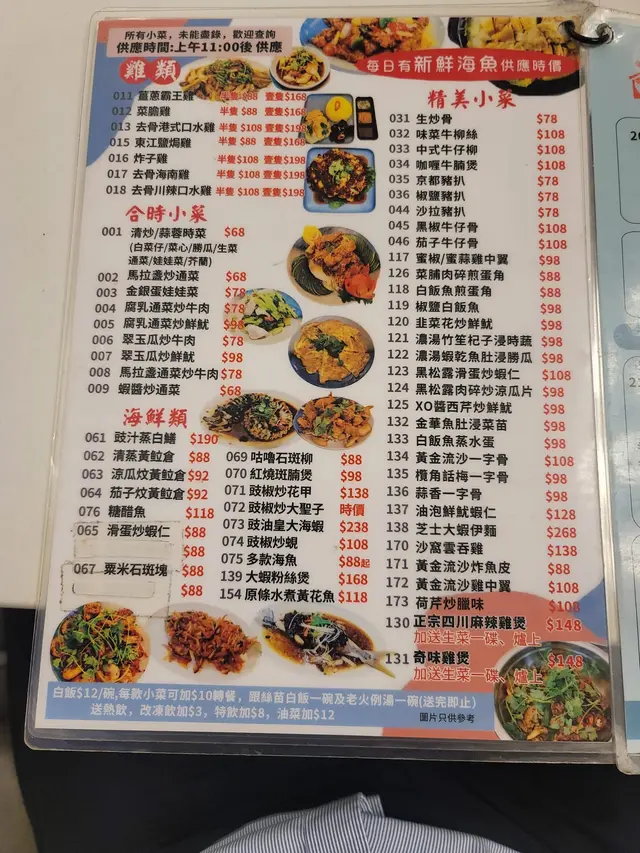 所有小菜，未能盡錄，歡迎查詢
供應時間:上午11:00後 供應
每日有新鮮海魚供應時價
雞類
011 薑蔥霸王雞 半隻$88 壹隻$168
012 菜膽雞 半隻$88 壹隻$168
013 去骨港式口水雞 半隻$108 壹隻$198
015 東江鹽焗雞 半隻$88 壹隻$168
016 炸子雞 半隻$108 壹隻$198
017 去骨海南雞 半隻$108 壹隻$198
018 去骨川辣口水雞 半隻$108 壹隻$198
合時小菜
001 清炒/蒜蓉時菜 $68
(白菜仔/菜心/勝瓜/生菜
通菜/娃娃菜/芥蘭)
002 馬拉盞炒通菜 $68
003 金銀蛋娃娃菜 $78
004 腐乳通菜炒牛肉 $78
005 腐乳通菜炒鮮魷 $98
006 翠玉瓜炒牛肉 $78
007 翠玉瓜炒鮮魷 $98
008 馬拉盞通菜炒牛肉 $78
009 蝦醬炒通菜 $68
海鮮類
061 豉汁蒸白鱔 $190
062 清蒸黃鱲倉 $88
063 涼瓜炆黃鱲倉 $92
064 茄子炆黃鱲倉 $92
076 糖醋魚 $118
065 滑蛋炒蝦仁 $88
$88
067 粟米石斑塊 $88
$88
069 咕嚕石斑柳 $88
070 紅燒斑腩煲 $98
071 豉椒炒花甲 $138
072 豉椒炒大聖子 時價
073 豉油皇大海蝦 $238
074 豉椒炒蜆 $108
075 多款海魚 $88起
139 大蝦粉絲煲 $168
154 原條水煮黃花魚 $118
精美小菜
031 生炒骨 $78
032 味菜牛柳絲 $108
033 中式牛仔柳 $108
034 咖喱牛腩煲 $108
035 京都豬扒 $78
036 椒鹽豬扒 $78
044 沙拉豬扒 $78
045 黑椒牛仔骨 $108
046 茄子牛仔骨 $108
117 蜜椒/蜜蒜雞中翼 $98
126 菜脯肉碎煎蛋角 $88
118 白飯魚煎蛋角 $88
119 椒鹽白飯魚 $98
120 韭菜花炒鮮魷 $98
121 濃湯竹笙杞子浸時蔬 $98
122 濃湯蝦乾魚肚浸勝瓜 $98
123 黑松露滑蛋炒蝦仁 $108
124 黑松露肉碎炒涼瓜片 $98
125 XO醬西芹炒鮮魷 $98
132 金華魚肚浸菜苗 $98
133 白飯魚蒸水蛋 $98
134 黃金流沙一字骨 $108
135 欖角話梅一字骨 $98
136 蒜香一字骨 $98
137 油泡鮮魷蝦仁 $128
138 芝士大蝦伊麵 $268
170 沙窩雲吞雞 $138
171 黃金流沙炸魚皮 $88
172 黃金流沙雞中翼 $108
173 荷芹炒臘味 $108
130 正宗四川麻辣雞煲 $148
加送生菜一碟、爐上
131 奇味雞煲 $148
加送生菜一碟、爐上
白飯$12/碗,每款小菜可加$10轉餐，跟絲苗白飯一碗及老火例湯一碗(送完即止)
送熱飲，改凍飲加$3，特飲加$8，油菜加$12
圖片只供參考